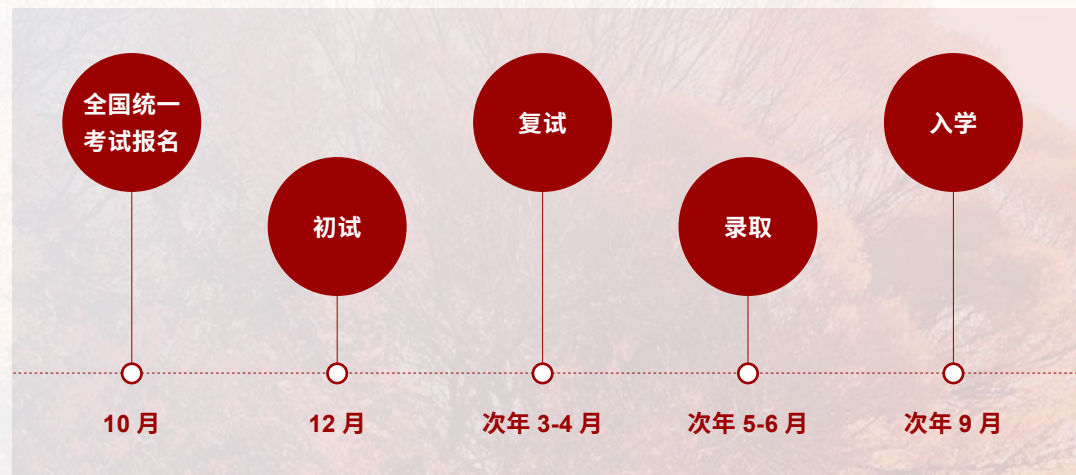 全国统一
考试报名
初试
复试
录取
入学
10 月
12 月
次年 3-4 月
次年 5-6 月
次年 9 月